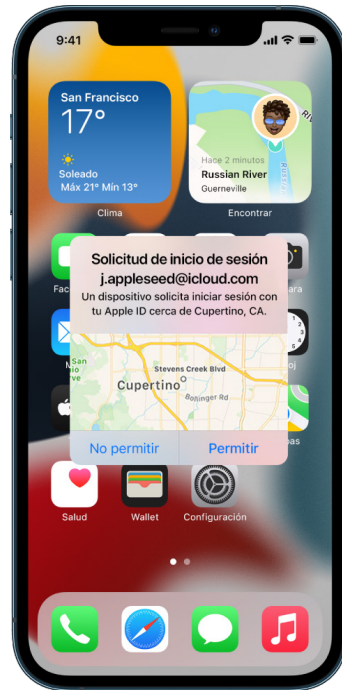 9:41
San Francisco
17°
Soleado
Máx 21° Mín 13°
Clima
Hace 2 minutos
Russian River
Guerneville
Encontrar
Solicitud de inicio de sesión
j.appleseed@icloud.com
Un dispositivo solicita iniciar sesión con
tu Apple ID cerca de Cupertino, CA.
Stevens Creek Blvd
Cupertino
Bollinger Rd
No permitir
Permitir
Salud
Wallet
Configuración